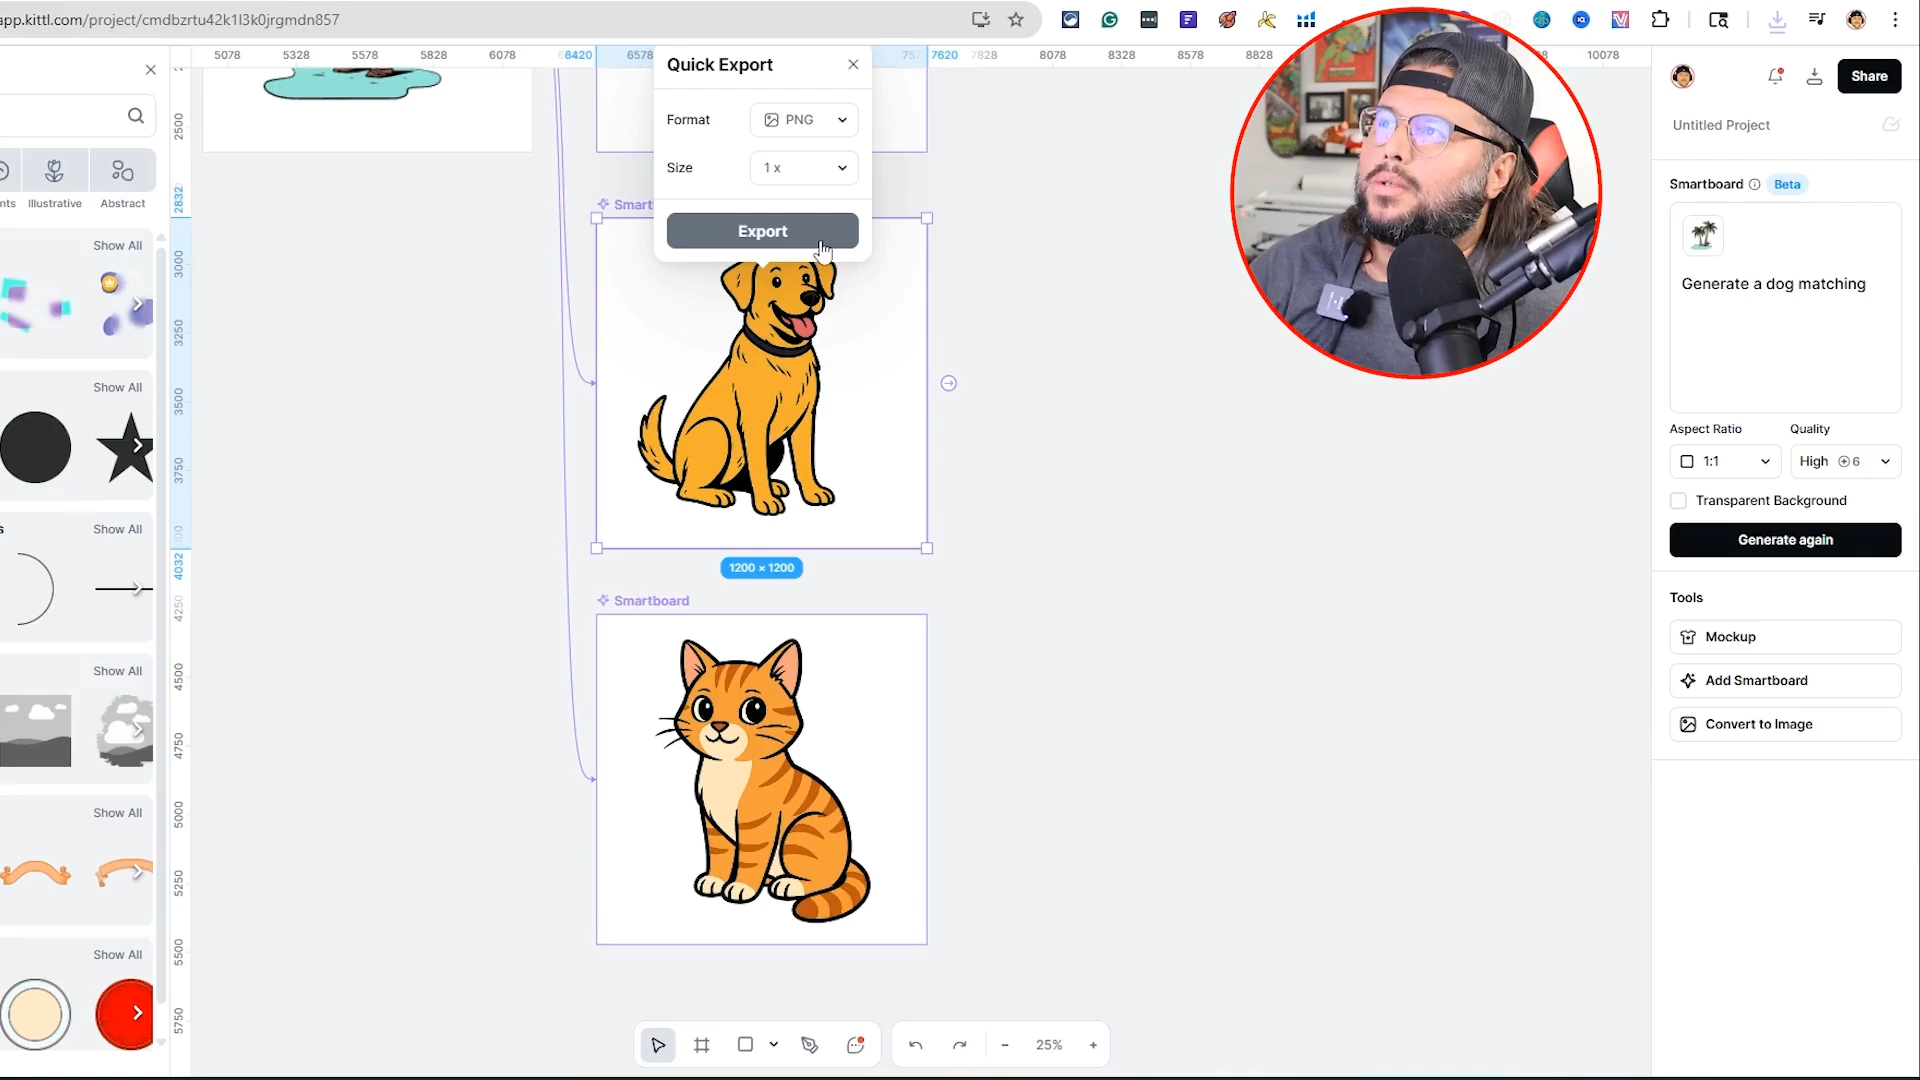 app.kittl.com/project/cmdbzrtu42k1l3k0jrgmdn857
5078 5328 5578 5828 6078 6420 6578 7620 7828 8078 8328 8578 8828 10078
Quick Export
Format PNG
Size 1 x
Export
Share
Untitled Project
Smartboard Beta
Generate a dog matching
Aspect Ratio Quality
1:1 High 6
Transparent Background
Generate again
Tools
Mockup
Add Smartboard
Convert to Image
Illustrative Abstract
Show All
Show All
Show All
Show All
Show All
Show All
2500
2832
3000
3250
3500
3750
4032
4250
4500
4750
5000
5250
5500
5750
1200 × 1200
Smartboard
25%